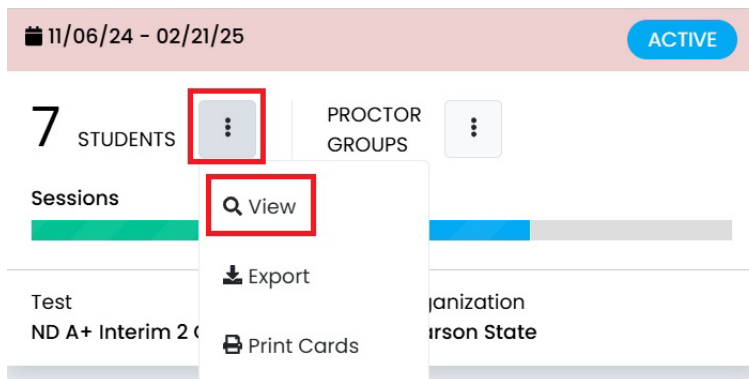 11/06/24 - 02/21/25
ACTIVE
7 STUDENTS
PROCTOR
GROUPS
Sessions
View
Export
Test
ganization
ND A+ Interim 2
rson State
Print Cards